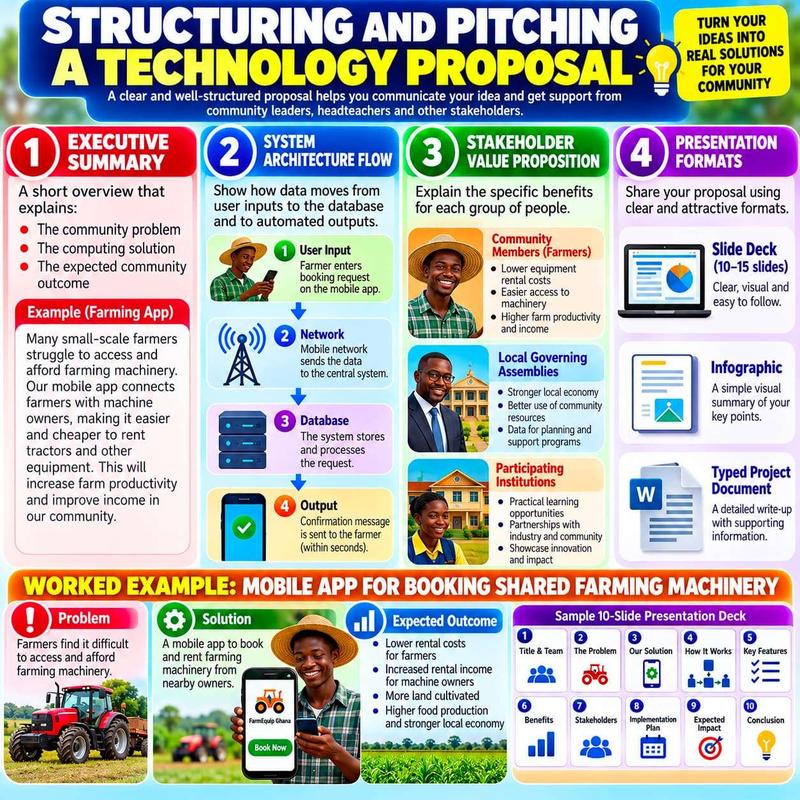 STRUCTURING AND PITCHING
A TECHNOLOGY PROPOSAL
A clear and well-structured proposal helps you communicate your idea and get support from
community leaders, headteachers and other stakeholders.
TURN YOUR
IDEAS INTO
REAL SOLUTIONS
FOR YOUR
COMMUNITY
1 EXECUTIVE
SUMMARY
A short overview that
explains:
• The community problem
• The computing solution
• The expected community
outcome
Example (Farming App)
Many small-scale farmers
struggle to access and
afford farming machinery.
Our mobile app connects
farmers with machine
owners, making it easier
and cheaper to rent
tractors and other
equipment. This will
increase farm productivity
and improve income in
our community.
2 SYSTEM
ARCHITECTURE FLOW
Show how data moves from
user inputs to the database
and to automated outputs.
1 User Input
Farmer enters
booking request
on the mobile app.
2 Network
Mobile network
sends the data
to the central system.
3 Database
The system stores
and processes
the request.
4 Output
Confirmation message
is sent to the farmer
(within seconds).
3 STAKEHOLDER
VALUE PROPOSITION
Explain the specific benefits
for each group of people.
Community
Members (Farmers)
• Lower equipment
rental costs
• Easier access to
machinery
• Higher farm productivity
and income
Local Governing
Assemblies
• Stronger local economy
• Better use of community
resources
• Data for planning and
support programs
Participating
Institutions
• Practical learning
opportunities
• Partnerships with
industry and community
• Showcase innovation
and impact
4 PRESENTATION
FORMATS
Share your proposal using
clear and attractive formats.
Slide Deck
(10–15 slides)
Clear, visual and
easy to follow.
Infographic
A simple visual
summary of your
key points.
W
Typed Project
Document
A detailed write-up
with supporting
information.
WORKED EXAMPLE: MOBILE APP FOR BOOKING SHARED FARMING MACHINERY
! Problem
Farmers find it difficult
to access and afford
farming machinery.
Solution
A mobile app to book
and rent farming
machinery from
nearby owners.
FarmEquip Ghana
Book Now
Expected Outcome
• Lower rental costs
for farmers
• Increased rental income
for machine owners
• More land cultivated
• Higher food production
and stronger local economy
Sample 10-Slide Presentation Deck
1 Title & Team
2 The Problem
3 Our Solution
4 How It Works
5 Key Features
6 Benefits
7 Stakeholders
8 Implementation
Plan
9 Expected
Impact
10 Conclusion